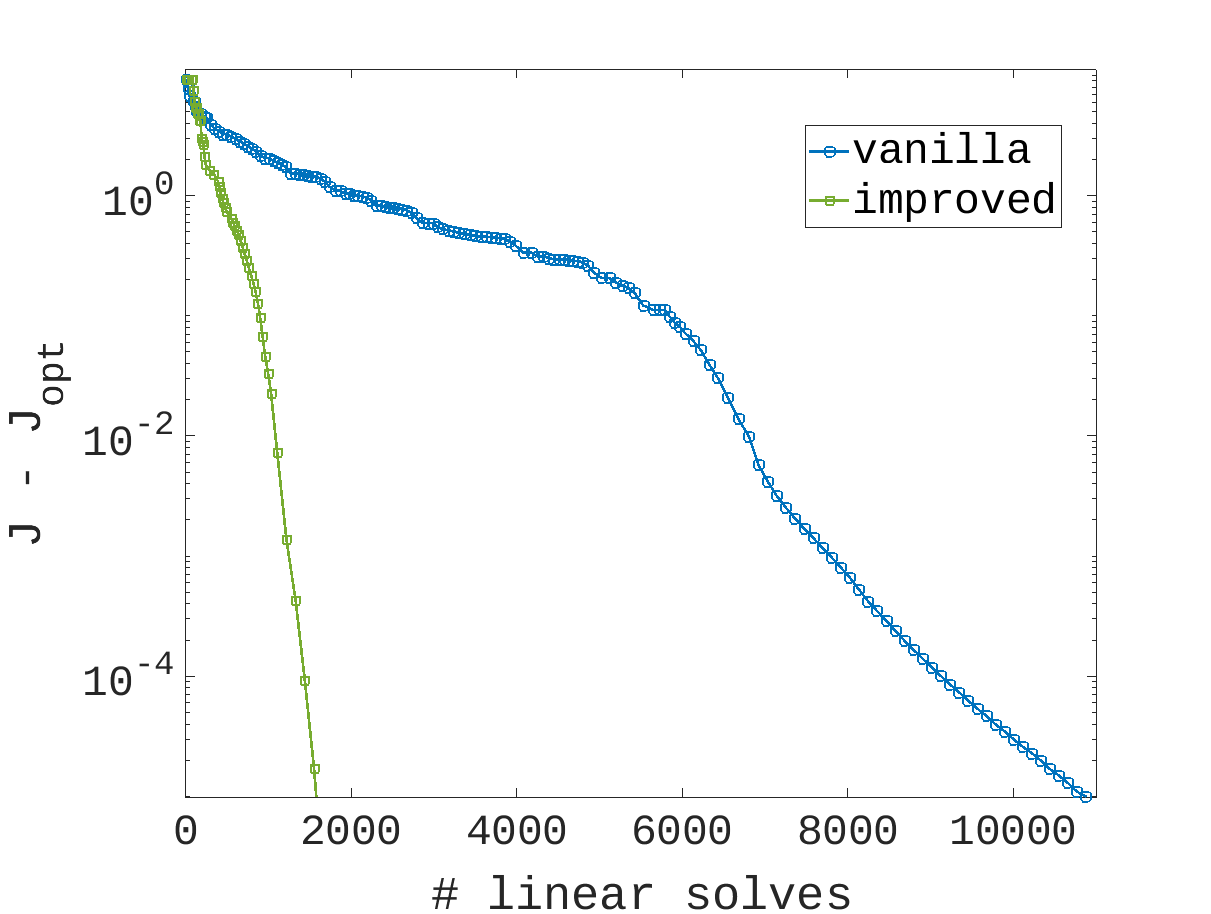 vanilla
improved
10^0
10^-2
10^-4
J - J_opt
0 2000 4000 6000 8000 10000
# linear solves